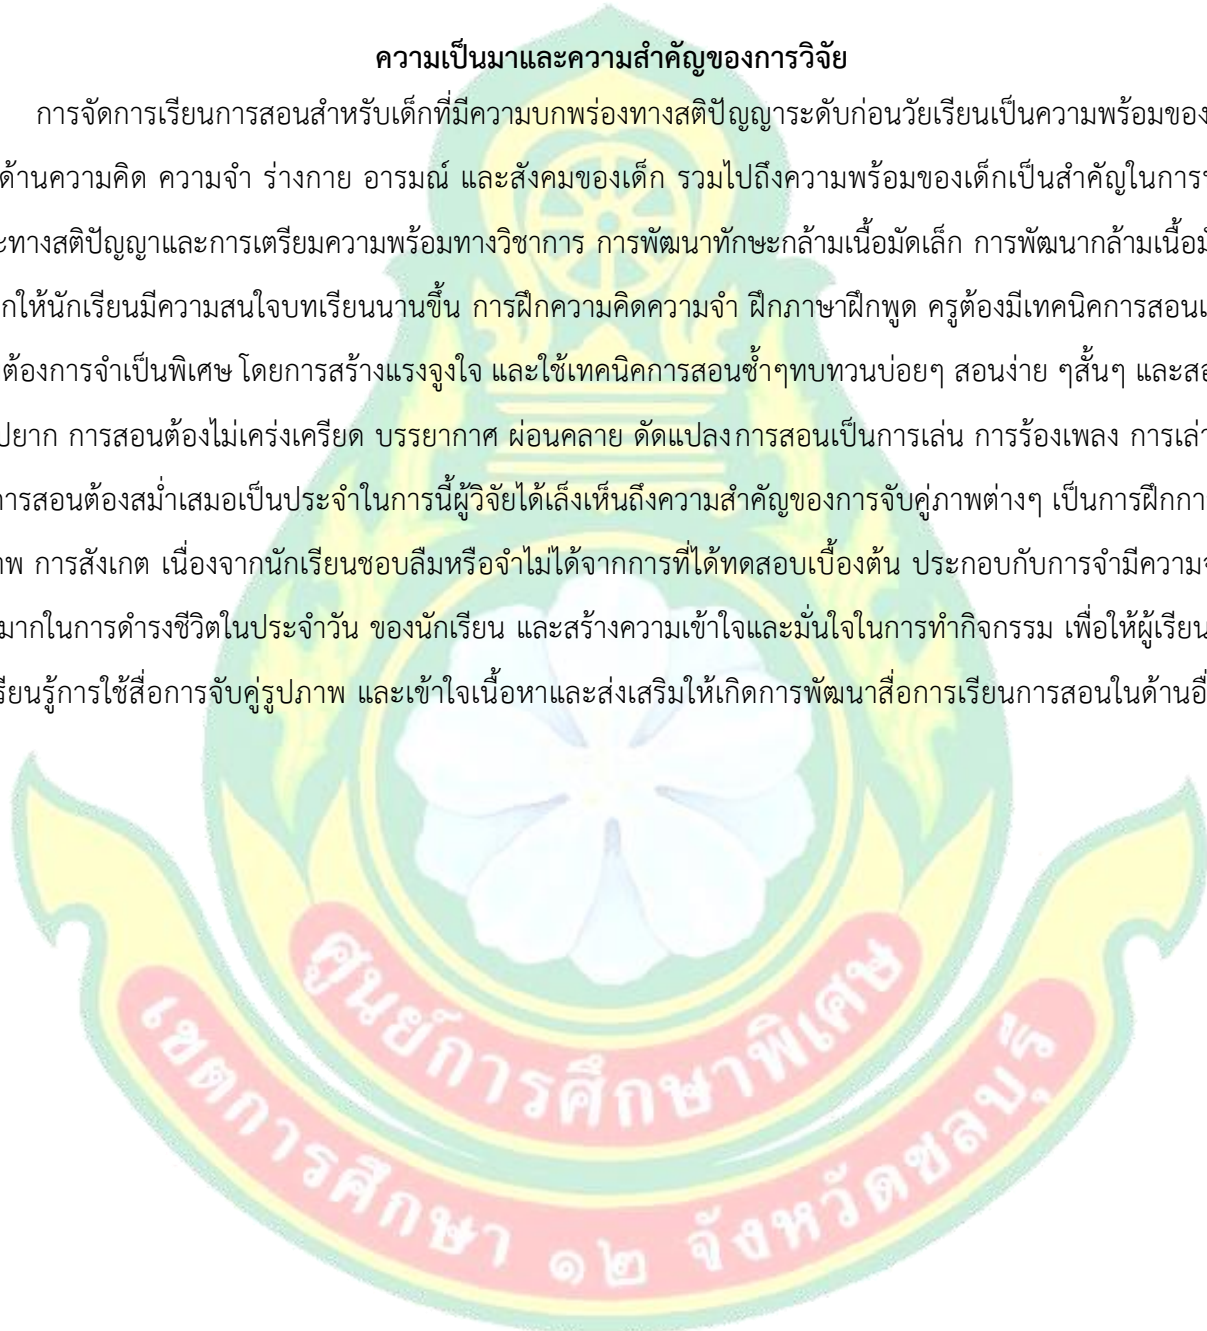 ความเป็นมาและความสำคัญของการวิจัย
การจัดการเรียนการสอนสำหรับเด็กที่มีความบกพร่องทางสติปัญญาระดับก่อนวัยเรียนเป็นความพร้อมของ
ด้านความคิด ความจำ ร่างกาย อารมณ์ และสังคมของเด็ก รวมไปถึงความพร้อมของเด็กเป็นสำคัญในการ
ะทางสติปัญญาและการเตรียมความพร้อมทางวิชาการ การพัฒนาทักษะกล้ามเนื้อมัดเล็ก การพัฒนากล้ามเนื้อ
กให้นักเรียนมีความสนใจบทเรียนนานขึ้น การฝึกความคิดความจำ ฝึกภาษาฝึกพูด ครูต้องมีเทคนิคการสอน
ต้องการจำเป็นพิเศษ โดยการสร้างแรงจูงใจ และใช้เทคนิคการสอนซ้ำๆทบทวนบ่อยๆ สอนง่าย ๆสั้นๆ และ
ปยาก การสอนต้องไม่เคร่งเครียด บรรยากาศ ผ่อนคลาย ดัดแปลงการสอนเป็นการเล่น การร้องเพลง การเล่า
การสอนต้องสม่ำเสมอเป็นประจำในการนี้ผู้วิจัยได้เล็งเห็นถึงความสำคัญของการจับคู่ภาพต่างๆ เป็นการฝึกกา
าพ การสังเกต เนื่องจากนักเรียนชอบลืมหรือจำไม่ได้จากการที่ได้ทดสอบเบื้องต้น ประกอบกับการจำมีความ
มากในการดำรงชีวิตในประจำวัน ของนักเรียน และสร้างความเข้าใจและมั่นใจในการทำกิจกรรม เพื่อให้ผู้เรียน
รียนรู้การใช้สื่อการจับคู่รูปภาพ และเข้าใจเนื้อหาและส่งเสริมให้เกิดการพัฒนาสื่อการเรียนการสอนในด้านอื่
ศูนย์การศึกษาพิเศษ
เขตการศึกษา ๑๒ จังหวัดชลบุรี